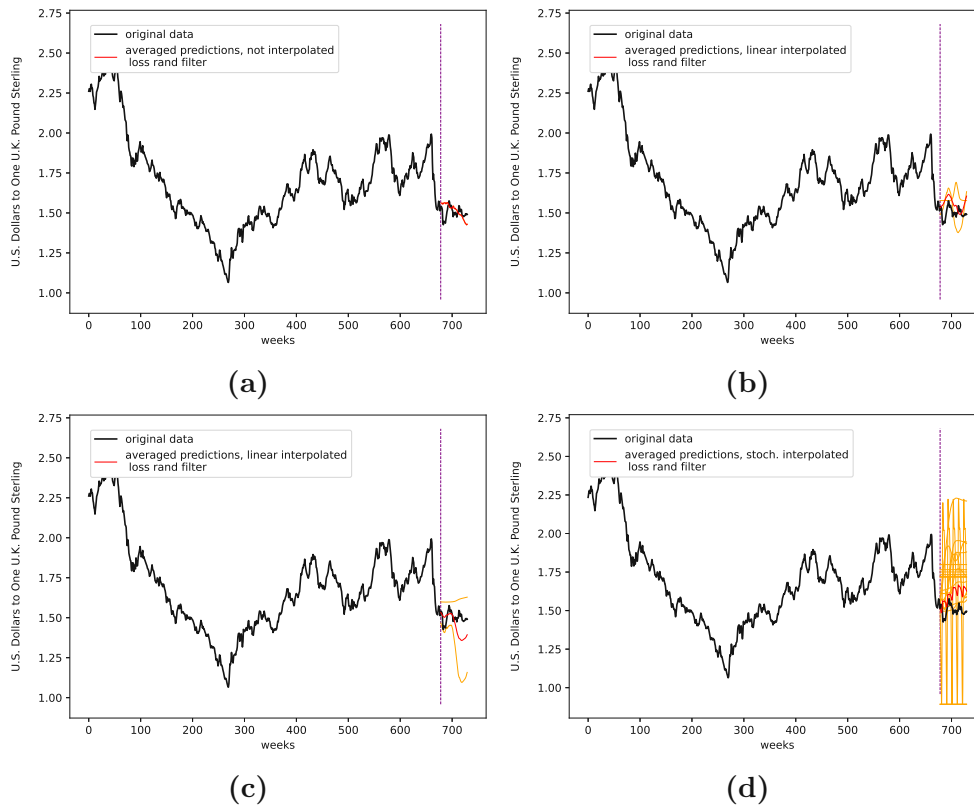 2.75
2.50
2.25
2.00
1.75
1.50
1.25
1.00
U.S. Dollars to One U.K. Pound Sterling
original data
averaged predictions, not interpolated
loss rand filter
0 100 200 300 400 500 600 700
weeks
(a)
2.75
2.50
2.25
2.00
1.75
1.50
1.25
1.00
U.S. Dollars to One U.K. Pound Sterling
original data
averaged predictions, linear interpolated
loss rand filter
0 100 200 300 400 500 600 700
weeks
(b)
2.75
2.50
2.25
2.00
1.75
1.50
1.25
1.00
U.S. Dollars to One U.K. Pound Sterling
original data
averaged predictions, linear interpolated
loss rand filter
0 100 200 300 400 500 600 700
weeks
(c)
2.75
2.50
2.25
2.00
1.75
1.50
1.25
1.00
U.S. Dollars to One U.K. Pound Sterling
original data
averaged predictions, stoch. interpolated
loss rand filter
0 100 200 300 400 500 600 700
weeks
(d)